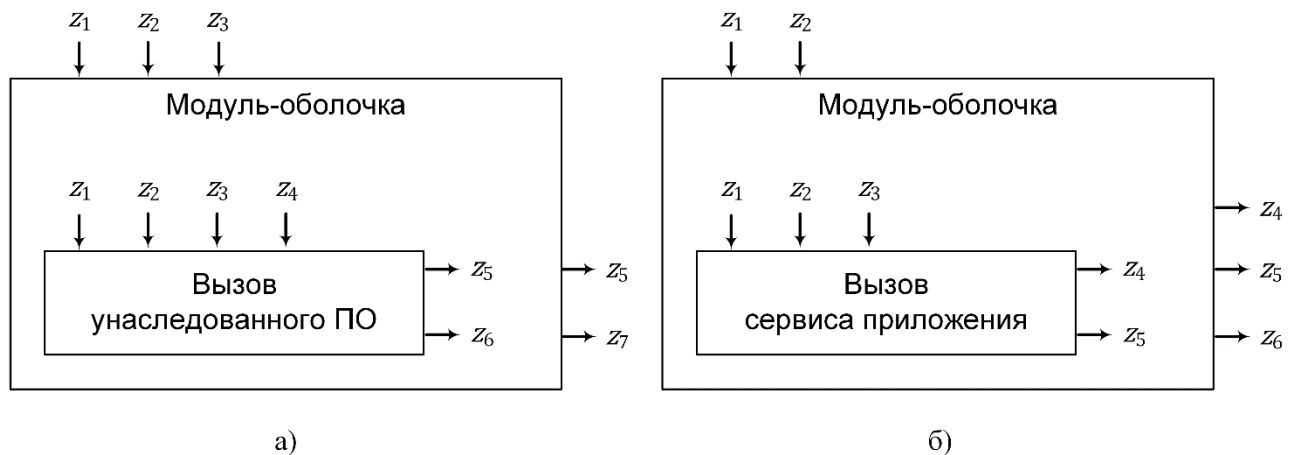 z₁ z₂ z₃
Модуль-оболочка
z₁ z₂ z₃ z₄
Вызов
унаследованного ПО
z₅
z₆
z₅
z₇
а)
z₁ z₂
Модуль-оболочка
z₁ z₂ z₃
Вызов
сервиса приложения
z₄
z₅
z₄
z₅
z₆
б)